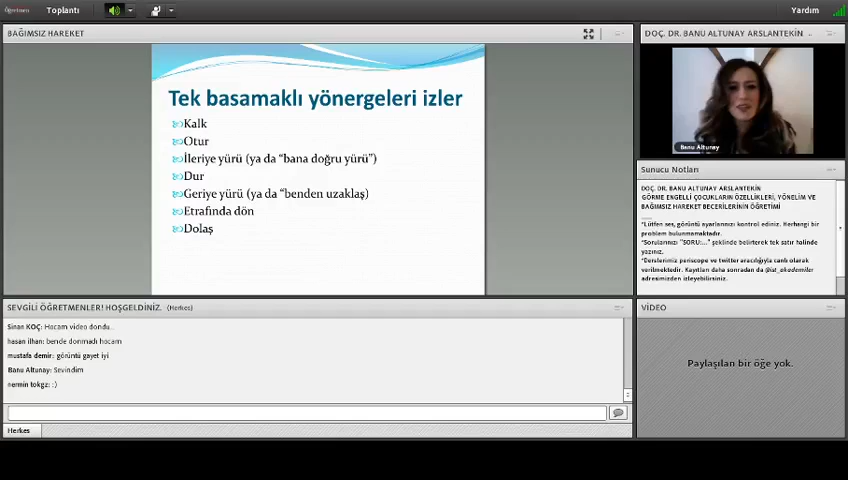 Öğretmen Toplantı Yardım
BAĞIMSIZ HAREKET
Tek basamaklı yönergeleri izler
Kalk
Otur
İleriye yürü (ya da “bana doğru yürü”)
Dur
Geriye yürü (ya da “benden uzaklaş)
Etrafında dön
Dolaş
DOÇ. DR. BANU ALTUNAY ARSLANTEKİN ..
Banu Altunay
Sunucu Notları
DOÇ. DR. BANU ALTUNAY ARSLANTEKİN
GÖRME ENGELLİ ÇOCUKLARIN ÖZELLİKLERİ, YÖNELİM VE
BAĞIMSIZ HAREKET BECERİLERİNİN ÖĞRETİMİ
____
*Lütfen ses, görüntü ayarlarınızı kontrol ediniz. Herhangi bir
problem bulunmamaktadır.
*Sorularınızı "SORU:..." şeklinde belirterek tek satır halinde
yazınız.
*Derslerimiz periscope ve twitter aracılığıyla canlı olarak
verilmektedir. Kayıtları daha sonradan da @ist_akademiler
adresimizden izleyebilirsiniz.
SEVGİLİ ÖĞRETMENLER! HOŞGELDİNİZ. (Herkes)
Sinan KOÇ: Hocam video dondu..
hasan ilhan: bende donmadı hocam
mustafa demir: görüntü gayet iyi
Banu Altunay: Sevindim
nermin tokgz: :)
Herkes
VİDEO
Paylaşılan bir öğe yok.